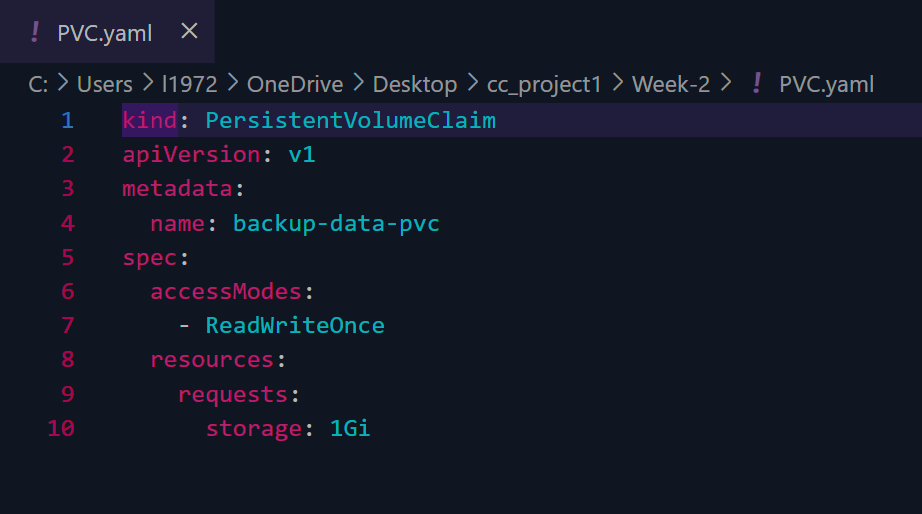 ! PVC.yaml ×
C: > Users > l1972 > OneDrive > Desktop > cc_project1 > Week-2 > ! PVC.yaml
1 kind: PersistentVolumeClaim
2 apiVersion: v1
3 metadata:
4   name: backup-data-pvc
5 spec:
6   accessModes:
7     - ReadWriteOnce
8   resources:
9     requests:
10       storage: 1Gi